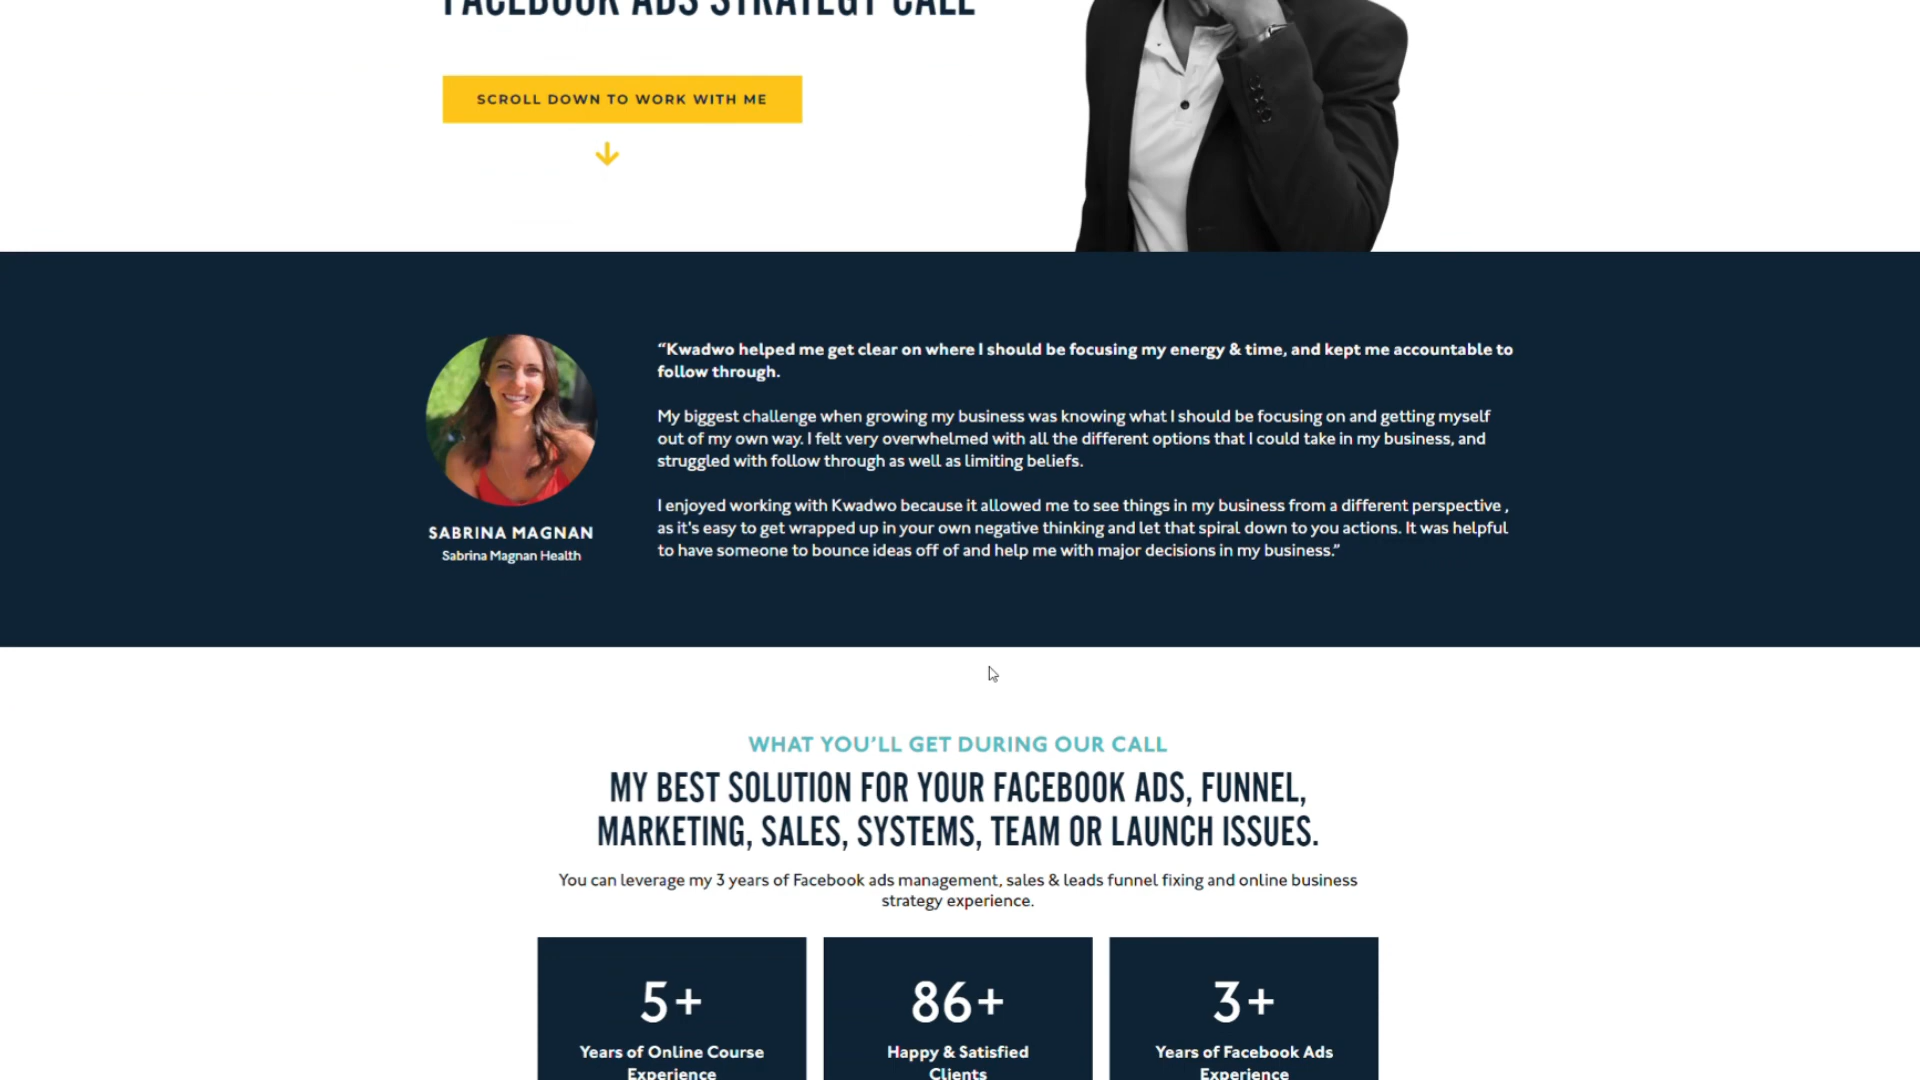 FACEBOOK ADS STRATEGY CALL
SCROLL DOWN TO WORK WITH ME
“Kwadwo helped me get clear on where I should be focusing my energy & time, and kept me accountable to
follow through.
My biggest challenge when growing my business was knowing what I should be focusing on and getting myself
out of my own way. I felt very overwhelmed with all the different options that I could take in my business, and
struggled with follow through as well as limiting beliefs.
I enjoyed working with Kwadwo because it allowed me to see things in my business from a different perspective ,
as it's easy to get wrapped up in your own negative thinking and let that spiral down to you actions. It was helpful
to have someone to bounce ideas off of and help me with major decisions in my business.”
SABRINA MAGNAN
Sabrina Magnan Health
WHAT YOU’LL GET DURING OUR CALL
MY BEST SOLUTION FOR YOUR FACEBOOK ADS, FUNNEL,
MARKETING, SALES, SYSTEMS, TEAM OR LAUNCH ISSUES.
You can leverage my 3 years of Facebook ads management, sales & leads funnel fixing and online business
strategy experience.
5+
Years of Online Course
Experience
86+
Happy & Satisfied
Clients
3+
Years of Facebook Ads
Experience